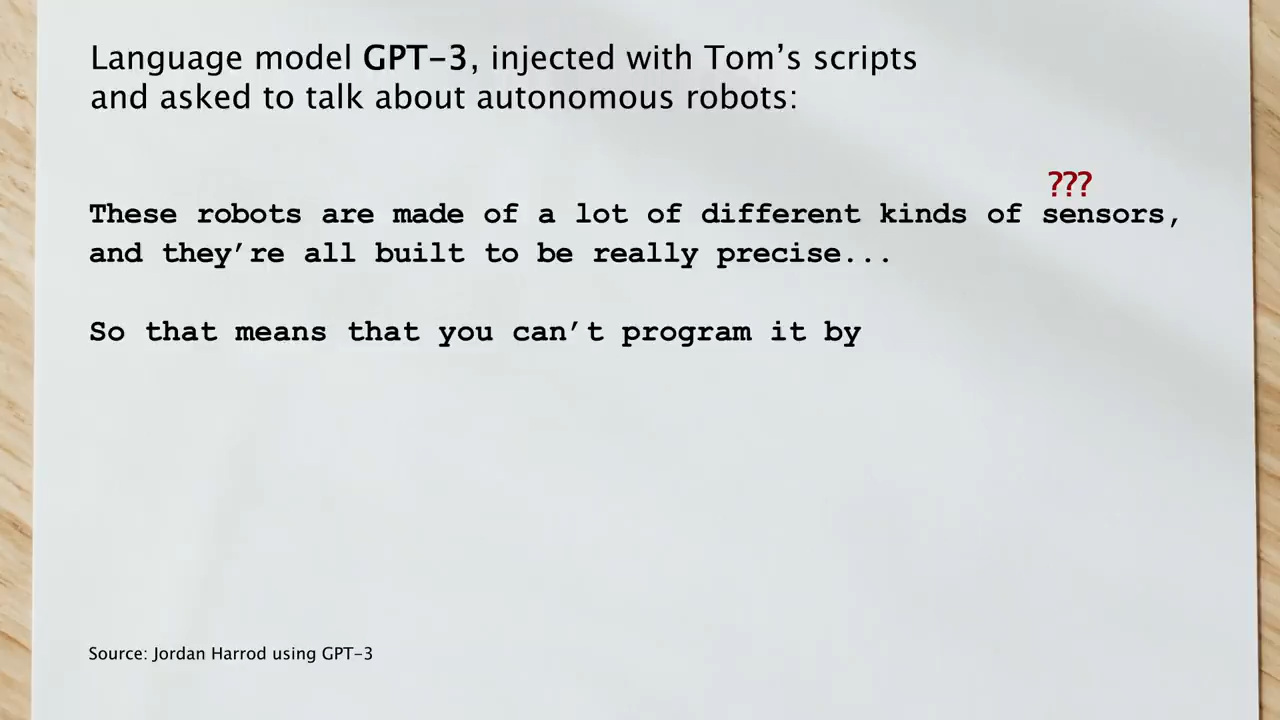 Language model GPT-3, injected with Tom’s scripts
and asked to talk about autonomous robots:
???
These robots are made of a lot of different kinds of sensors,
and they’re all built to be really precise...
So that means that you can’t program it by
Source: Jordan Harrod using GPT-3